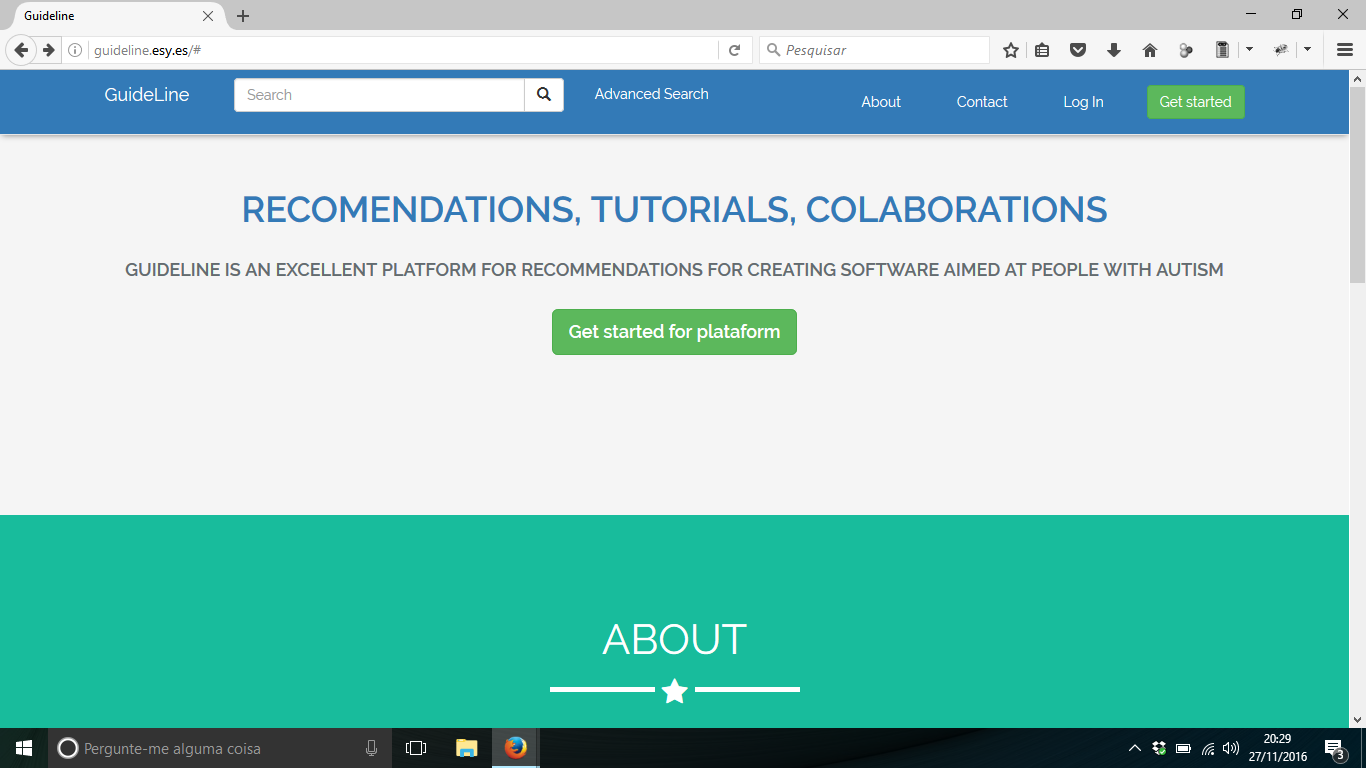 Guideline
guideline.esy.es/#
Pesquisar
GuideLine
Search
Advanced Search
About
Contact
Log In
Get started
RECOMENDATIONS, TUTORIALS, COLABORATIONS
GUIDELINE IS AN EXCELLENT PLATFORM FOR RECOMMENDATIONS FOR CREATING SOFTWARE AIMED AT PEOPLE WITH AUTISM
Get started for plataform
ABOUT
Pergunte-me alguma coisa
20:29
27/11/2016
3